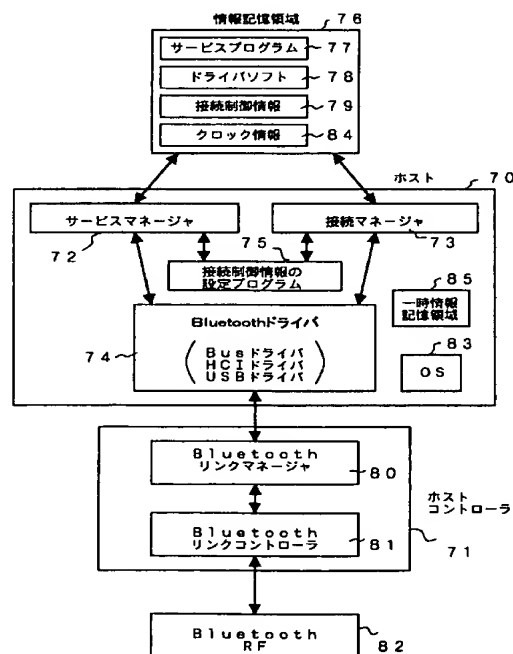 情報記憶領域 76
サービスプログラム 77
ドライバソフト 78
接続制御情報 79
クロック情報 84
ホスト 70
サービスマネージャ
72
接続マネージャ
73
75
接続制御情報の
設定プログラム
85
一時情報
記憶領域
Bluetoothドライバ
74
Busドライバ
HCIドライバ
USBドライバ
83
OS
Bluetooth
リンクマネージャ
80
ホスト
コントローラ
71
Bluetooth
リンクコントローラ
81
Bluetooth
RF
82